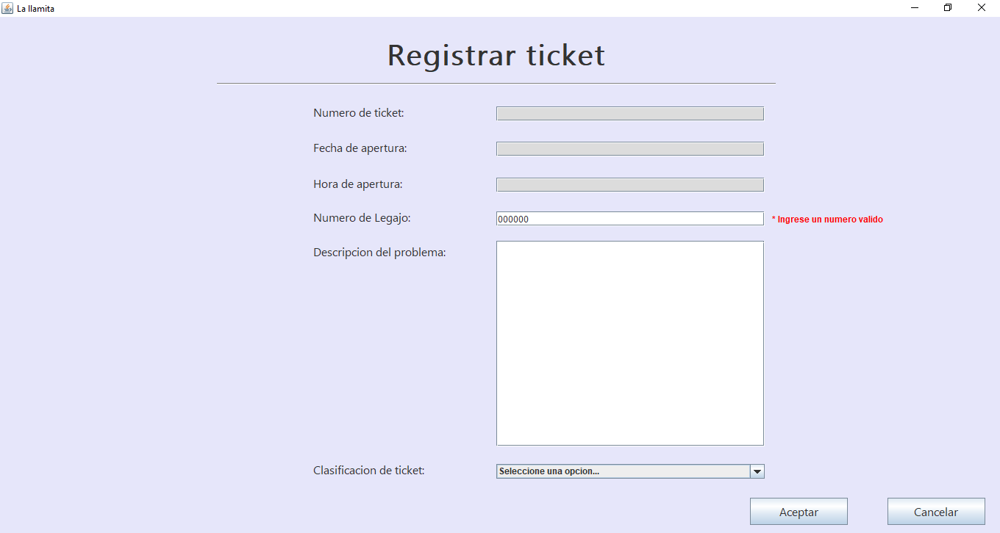 La llamita
Registrar ticket
Numero de ticket:
Fecha de apertura:
Hora de apertura:
Numero de Legajo: 000000 * Ingrese un numero valido
Descripcion del problema:
Clasificacion de ticket: Seleccione una opcion...
Aceptar Cancelar